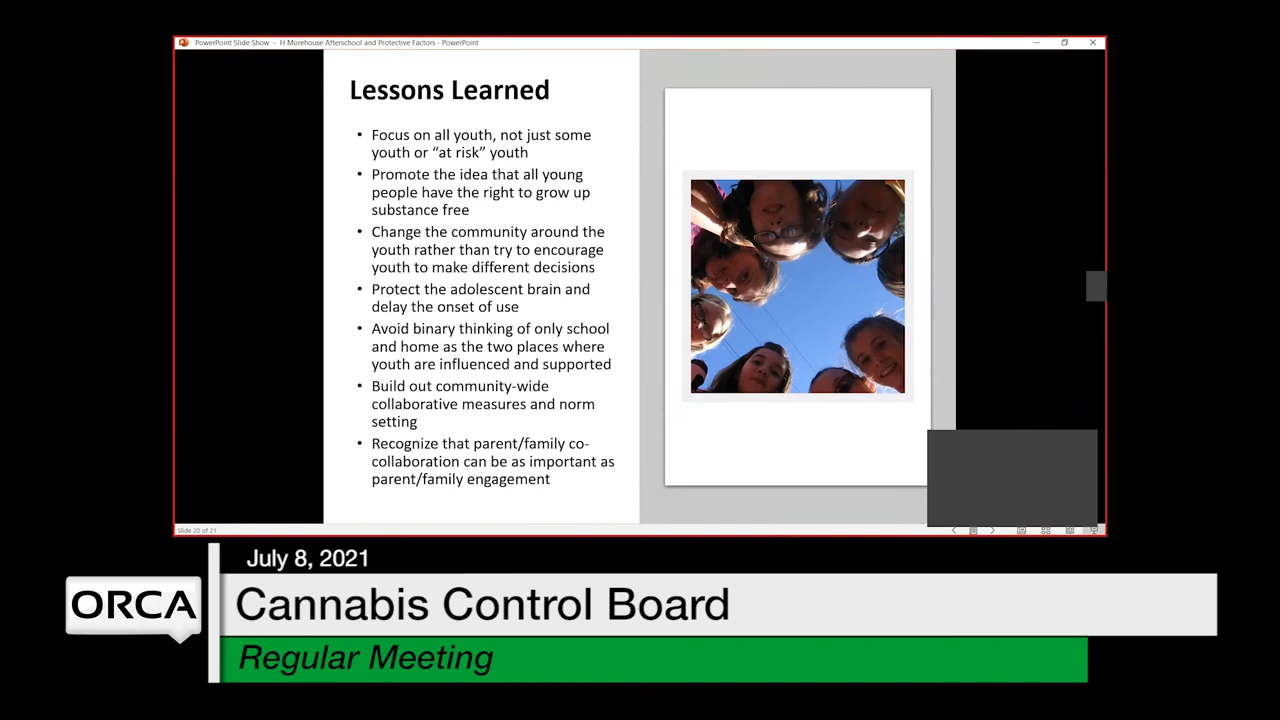 PowerPoint Slide Show - H Morehouse Afterschool and Protective Factors - PowerPoint
Lessons Learned
• Focus on all youth, not just some
youth or “at risk” youth
• Promote the idea that all young
people have the right to grow up
substance free
• Change the community around the
youth rather than try to encourage
youth to make different decisions
• Protect the adolescent brain and
delay the onset of use
• Avoid binary thinking of only school
and home as the two places where
youth are influenced and supported
• Build out community-wide
collaborative measures and norm
setting
• Recognize that parent/family co-
collaboration can be as important as
parent/family engagement
Slide 20 of 21
July 8, 2021
ORCA
Cannabis Control Board
Regular Meeting